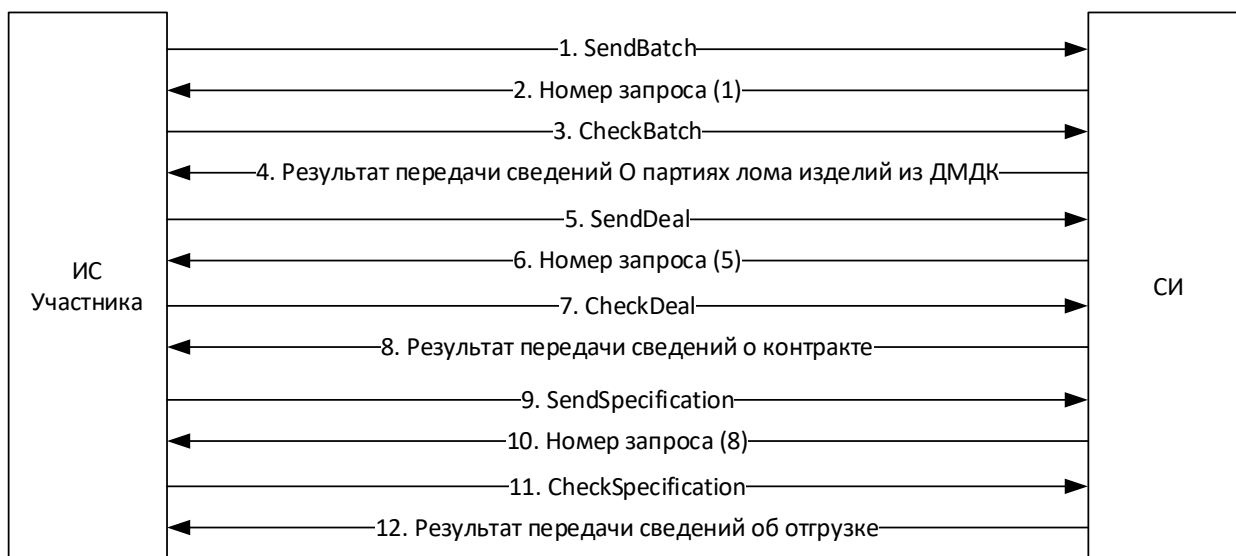 1. SendBatch
2. Номер запроса (1)
3. CheckBatch
4. Результат передачи сведений О партиях лома изделий из ДМДК
5. SendDeal
6. Номер запроса (5)
ИС
Участника
СИ
7. CheckDeal
8. Результат передачи сведений о контракте
9. SendSpecification
10. Номер запроса (8)
11. CheckSpecification
12. Результат передачи сведений об отгрузке